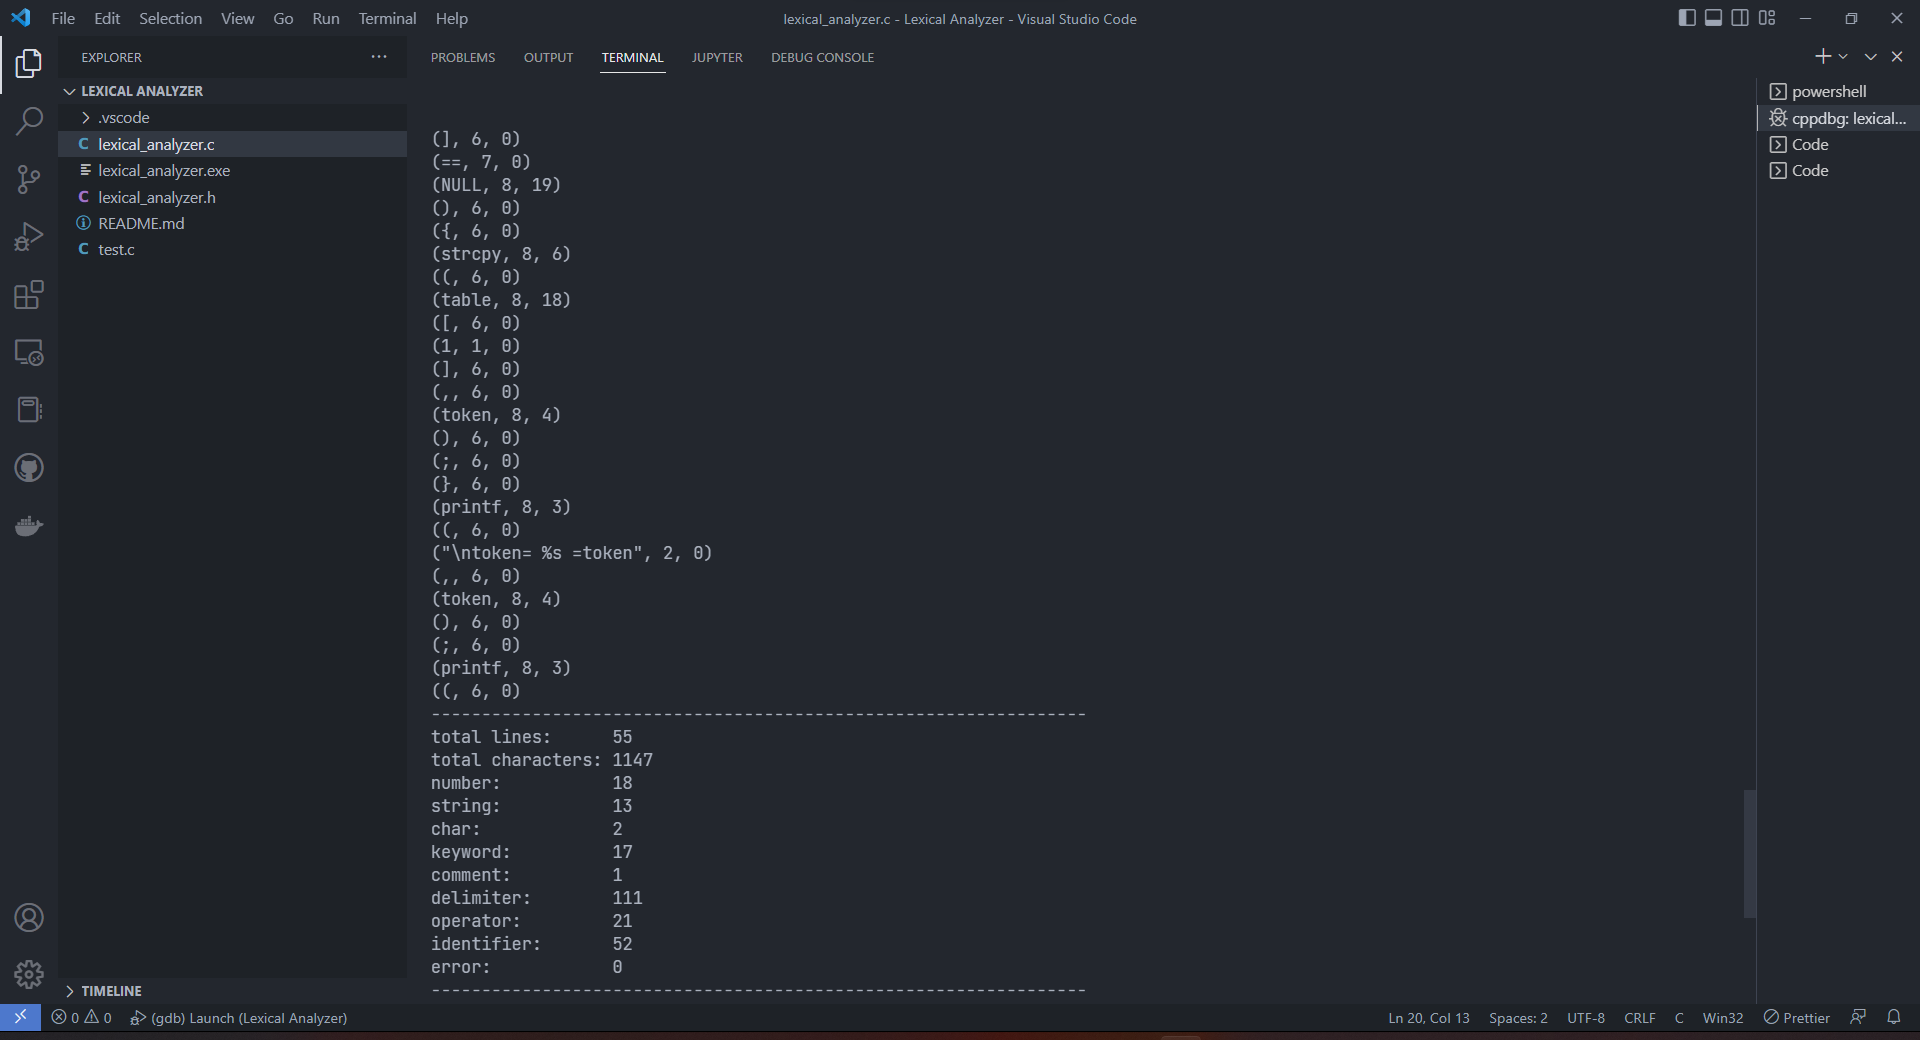 File Edit Selection View Go Run Terminal Help
lexical_analyzer.c - Lexical Analyzer - Visual Studio Code
EXPLORER
LEXICAL ANALYZER
.vscode
C lexical_analyzer.c
lexical_analyzer.exe
C lexical_analyzer.h
README.md
C test.c
TIMELINE
PROBLEMS OUTPUT TERMINAL JUPYTER DEBUG CONSOLE
(], 6, 0)
(==, 7, 0)
(NULL, 8, 19)
(), 6, 0)
({, 6, 0)
(strcpy, 8, 6)
((, 6, 0)
(table, 8, 18)
([, 6, 0)
(1, 1, 0)
(], 6, 0)
(,, 6, 0)
(token, 8, 4)
(), 6, 0)
(;, 6, 0)
(}, 6, 0)
(printf, 8, 3)
((, 6, 0)
("\ntoken= %s =token", 2, 0)
(,, 6, 0)
(token, 8, 4)
(), 6, 0)
(;, 6, 0)
(printf, 8, 3)
((, 6, 0)
-----------------------------------------------------------------
total lines: 55
total characters: 1147
number: 18
string: 13
char: 2
keyword: 17
comment: 1
delimiter: 111
operator: 21
identifier: 52
error: 0
-----------------------------------------------------------------
powershell
cppdbg: lexical...
Code
Code
0 0 (gdb) Launch (Lexical Analyzer)
Ln 20, Col 13 Spaces: 2 UTF-8 CRLF C Win32 Prettier